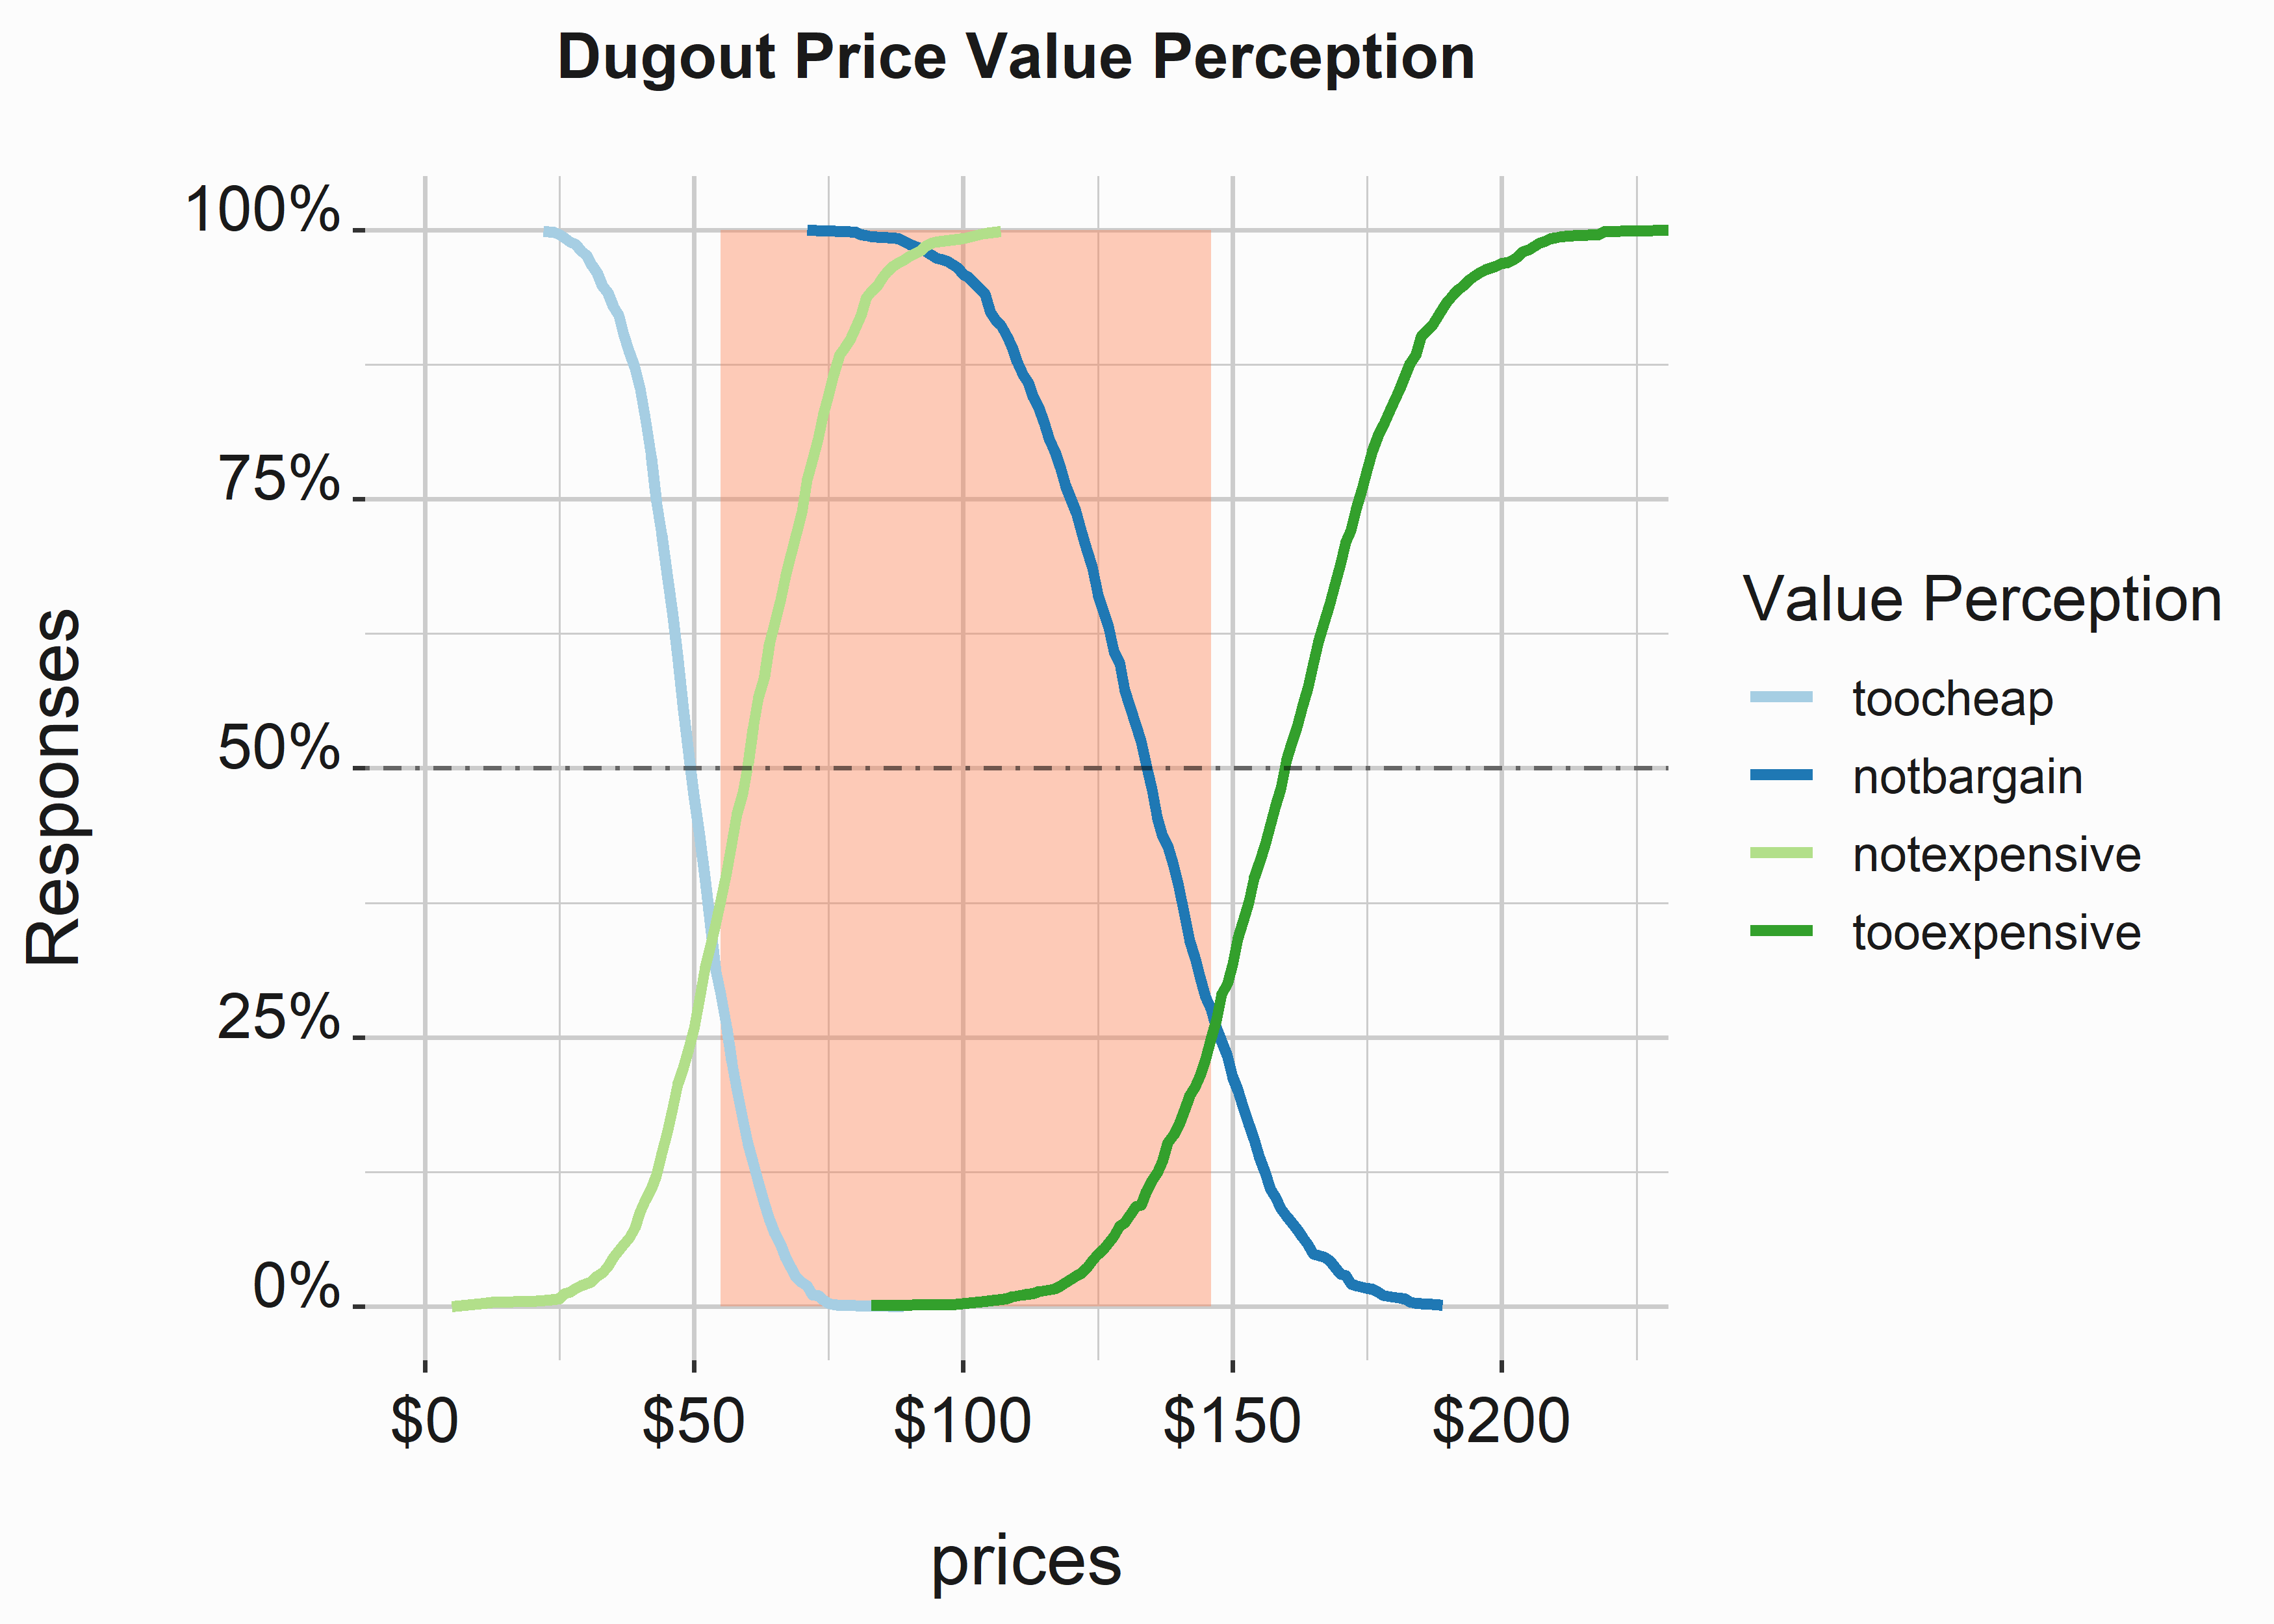 Dugout Price Value Perception
100%
75%
50%
25%
0%
Responses
$0 $50 $100 $150 $200
prices
Value Perception
toocheap
notbargain
notexpensive
tooexpensive